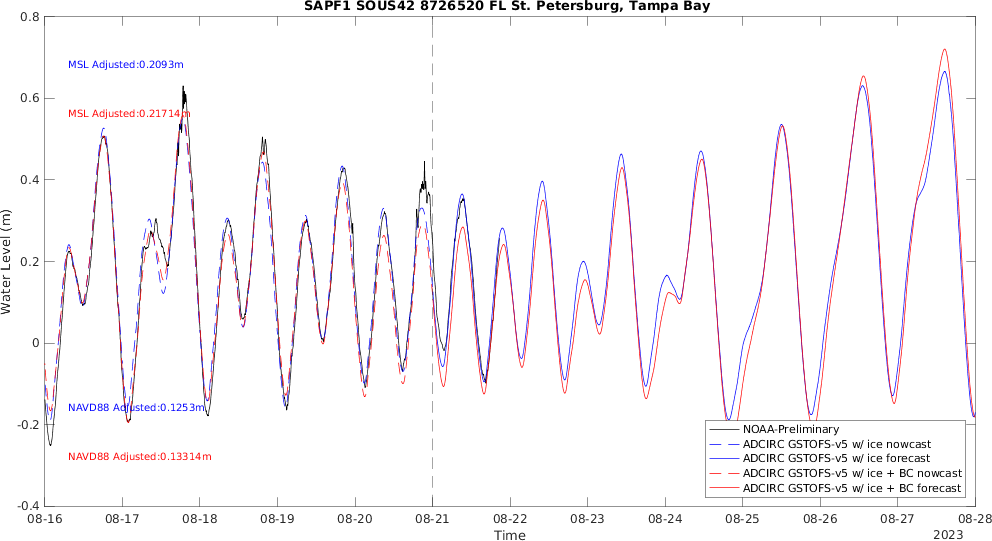 SAPF1 SOUS42 8726520 FL St. Petersburg, Tampa Bay
0.8
MSL Adjusted:0.2093m
0.6
MSL Adjusted:0.21714m
0.4
Water Level (m)
0.2
0
NAVD88 Adjusted:0.1253m
-0.2
NAVD88 Adjusted:0.13314m
-0.4
NOAA-Preliminary
ADCIRC GSTOFS-v5 w/ ice nowcast
ADCIRC GSTOFS-v5 w/ ice forecast
ADCIRC GSTOFS-v5 w/ ice + BC nowcast
ADCIRC GSTOFS-v5 w/ ice + BC forecast
08-16 08-17 08-18 08-19 08-20 08-21 08-22 08-23 08-24 08-25 08-26 08-27 08-28
Time
2023